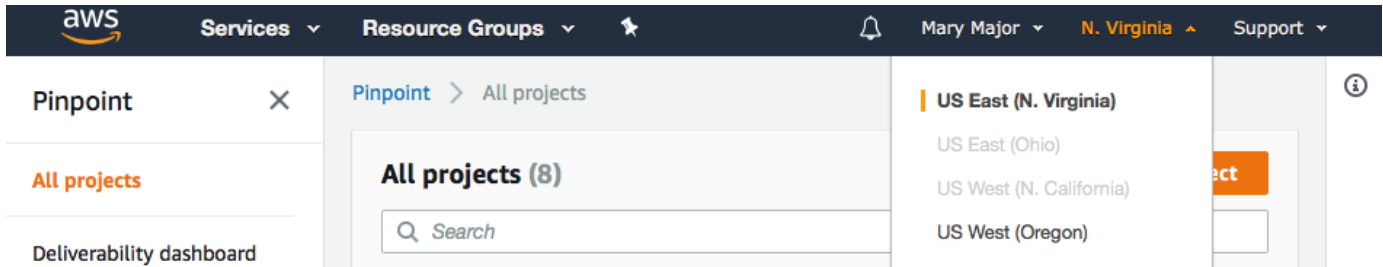 aws Services Resource Groups Mary Major N. Virginia Support
Pinpoint
Pinpoint > All projects
US East (N. Virginia)
US East (Ohio)
All projects
All projects (8)
US West (N. California)
ect
Search
US West (Oregon)
Deliverability dashboard